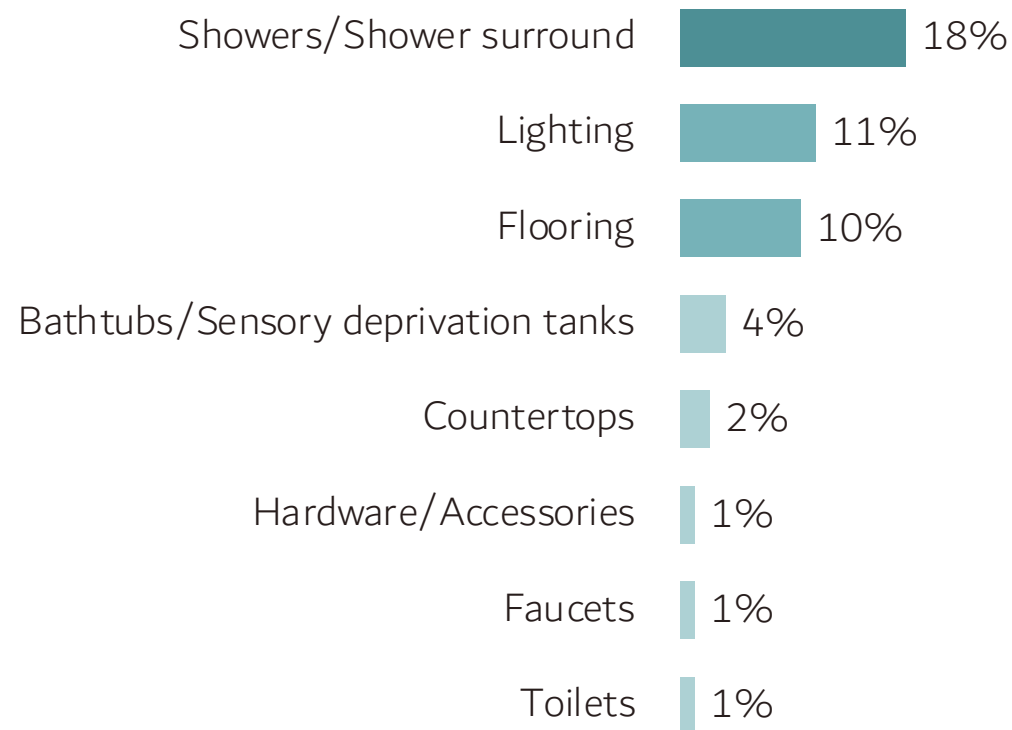 Showers/Shower surround 18%
Lighting 11%
Flooring 10%
Bathtubs/Sensory deprivation tanks 4%
Countertops 2%
Hardware/Accessories 1%
Faucets 1%
Toilets 1%